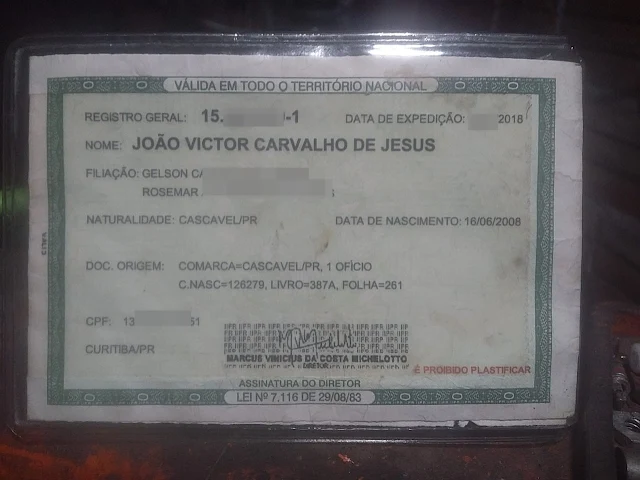 VÁLIDA EM TODO O TERRITÓRIO NACIONAL
REGISTRO GERAL: 15. -1 DATA DE EXPEDIÇÃO: 2018
NOME: JOÃO VICTOR CARVALHO DE JESUS
FILIAÇÃO: GELSON
ROSEMAR
NATURALIDADE: CASCAVEL/PR DATA DE NASCIMENTO: 16/06/2008
DOC. ORIGEM: COMARCA=CASCAVEL/PR, 1 OFÍCIO
C.NASC=126279, LIVRO=387A, FOLHA=261
CPF: 13 51
CURITIBA/PR
MARCUS VINICIUS DA COSTA MICHELOTTO
DIRETOR
É PROIBIDO PLASTIFICAR
ASSINATURA DO DIRETOR
LEI Nº 7.116 DE 29/08/83